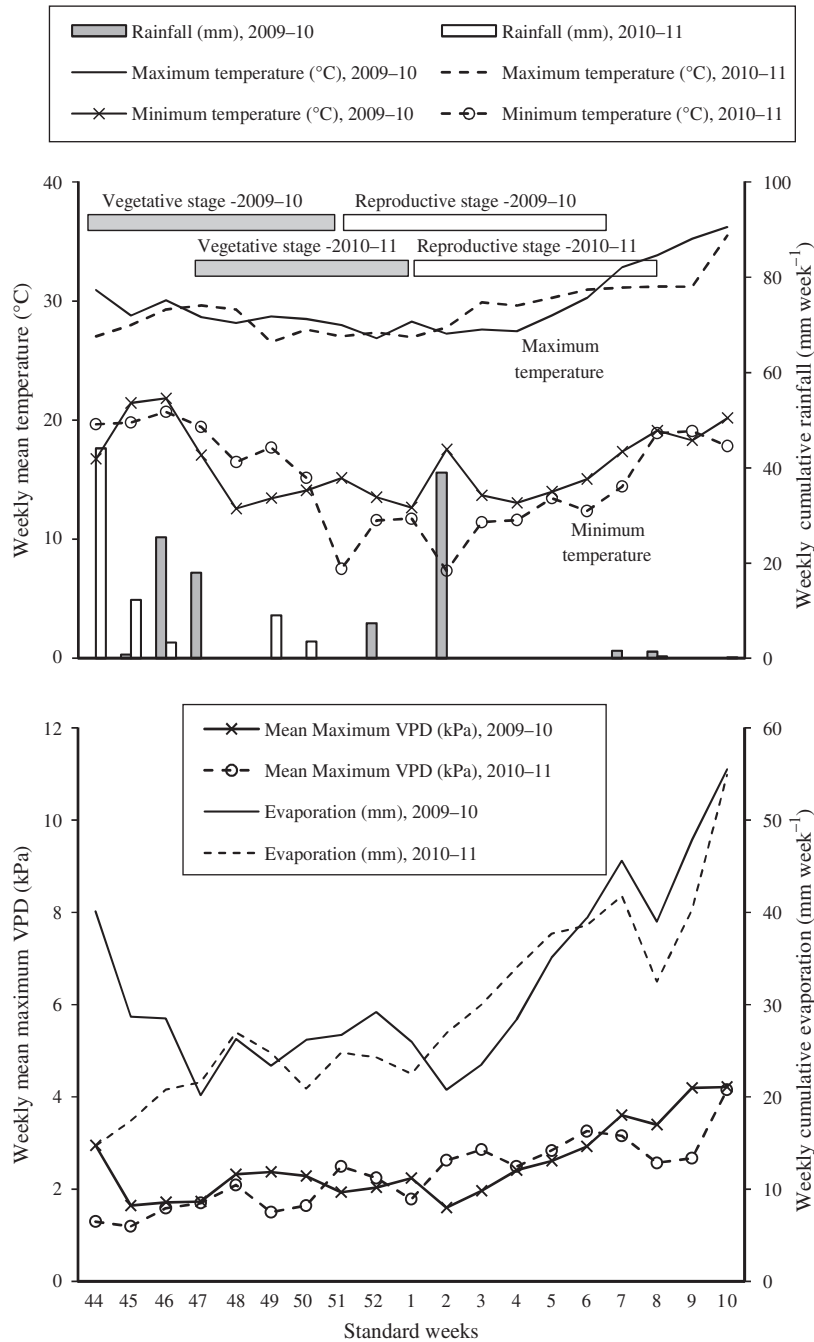 Rainfall (mm), 2009–10 Rainfall (mm), 2010–11
Maximum temperature (°C), 2009–10 Maximum temperature (°C), 2010–11
Minimum temperature (°C), 2009–10 Minimum temperature (°C), 2010–11
40 100
Vegetative stage -2009–10 Reproductive stage -2009–10
Vegetative stage -2010–11 Reproductive stage -2010–11
80
30
Maximum
temperature
60
20
40
Minimum
temperature
10
20
0 0
Weekly mean temperature (°C)
Weekly cumulative rainfall (mm week⁻¹)
12 60
Mean Maximum VPD (kPa), 2009–10
Mean Maximum VPD (kPa), 2010–11
Evaporation (mm), 2009–10
Evaporation (mm), 2010–11
10 50
8 40
6 30
4 20
2 10
0 0
Weekly mean maximum VPD (kPa)
Weekly cumulative evaporation (mm week⁻¹)
44 45 46 47 48 49 50 51 52 1 2 3 4 5 6 7 8 9 10
Standard weeks